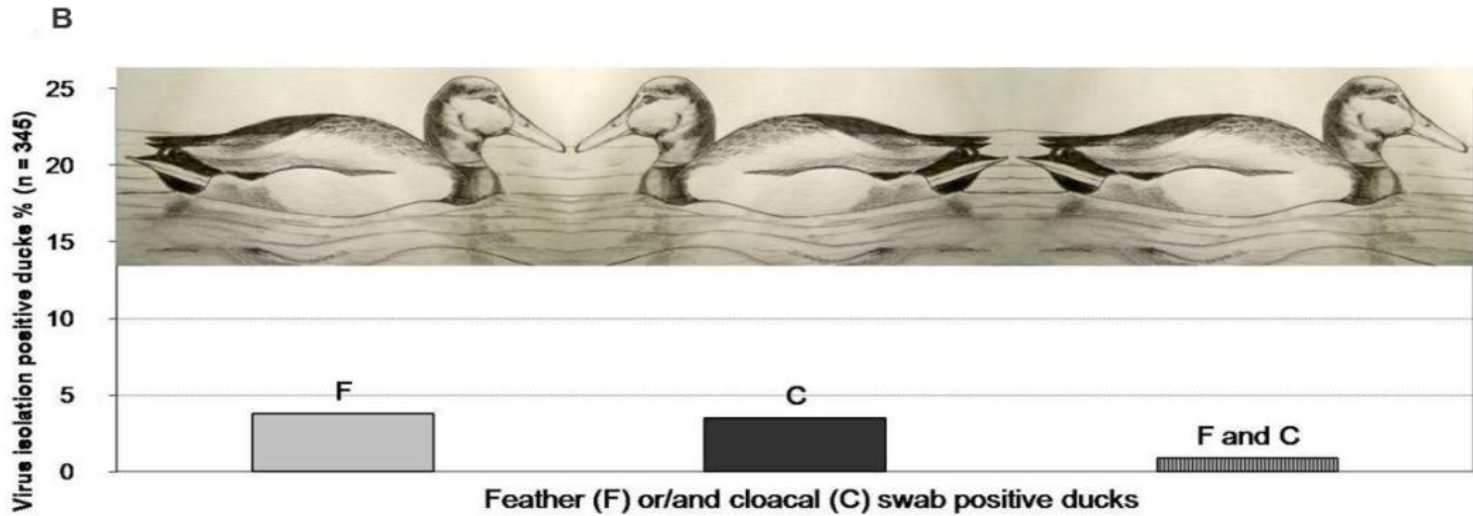 B
Virus isolation positive ducks % (n = 345)
25
20
15
10
5
0
F
C
F and C
Feather (F) or/and cloacal (C) swab positive ducks